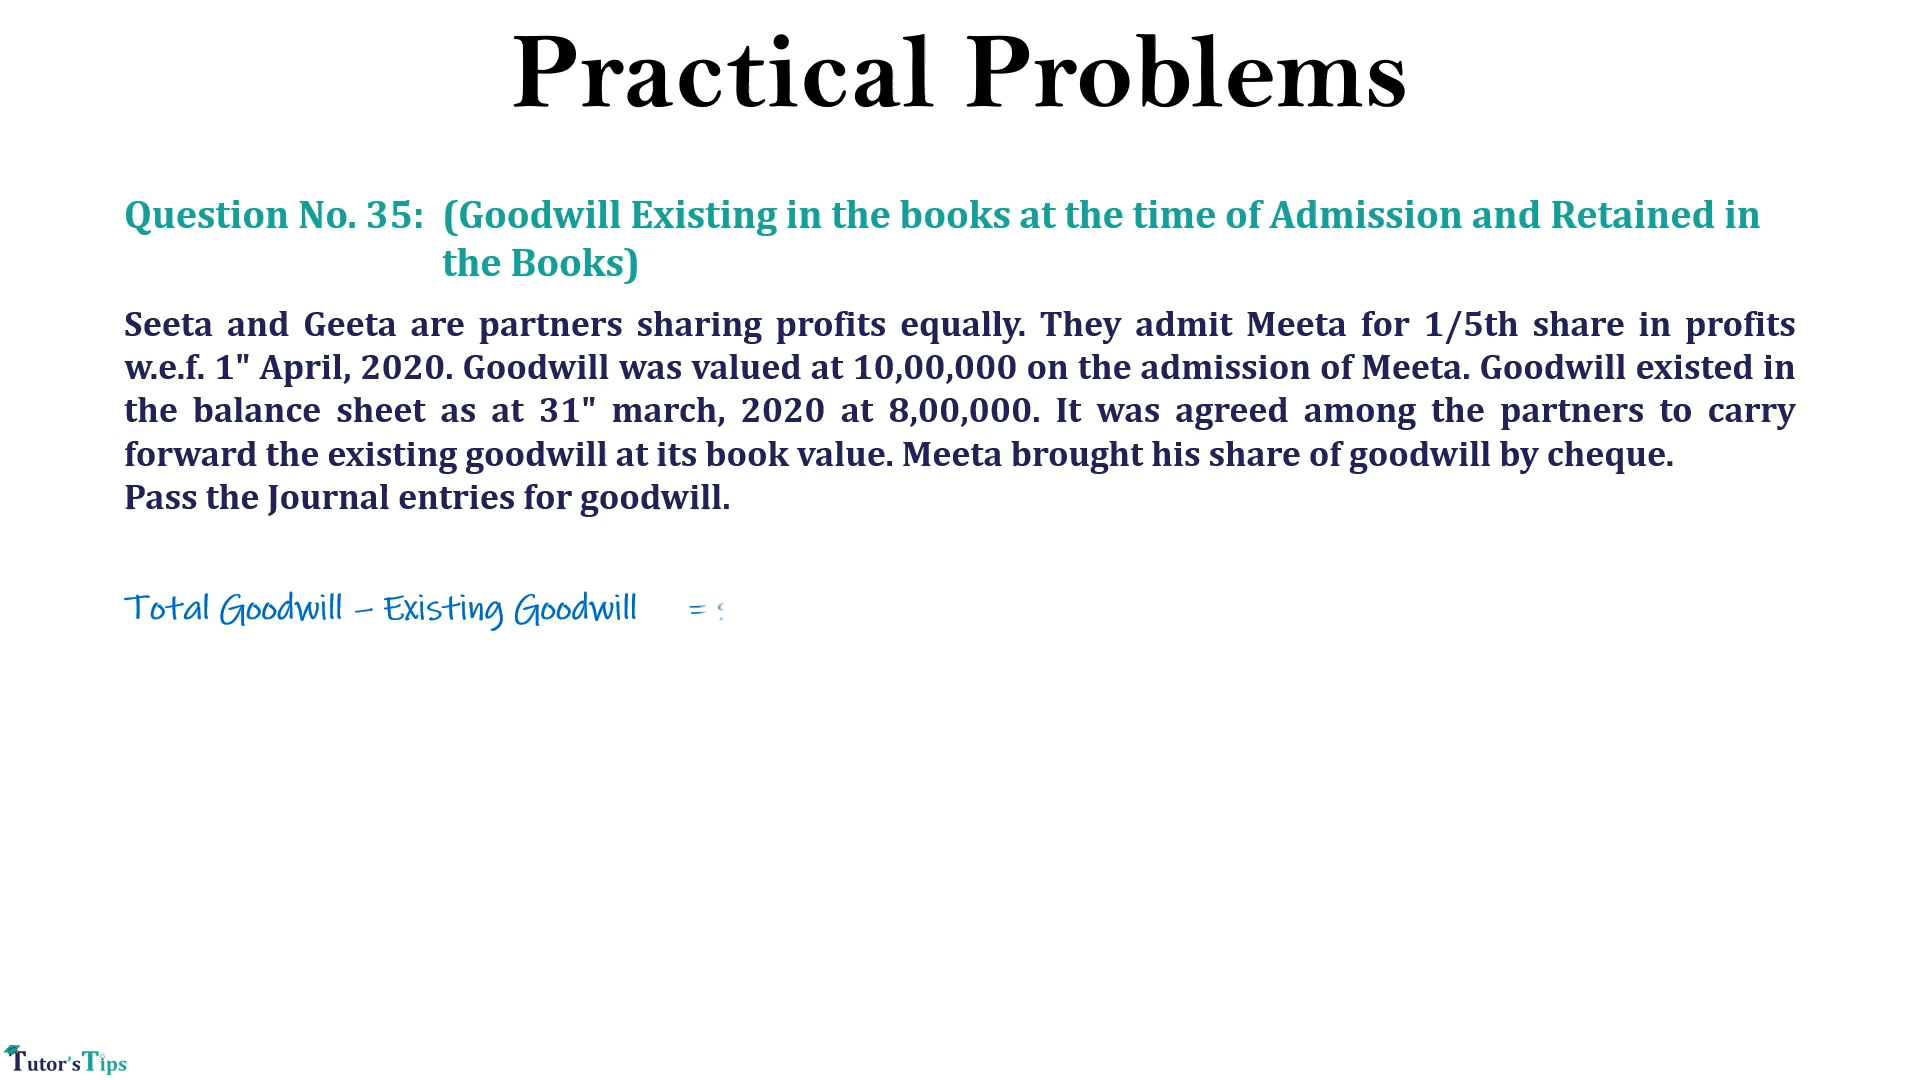 Practical Problems
Question No. 35: (Goodwill Existing in the books at the time of Admission and Retained in
the Books)
Seeta and Geeta are partners sharing profits equally. They admit Meeta for 1/5th share in profits
w.e.f. 1" April, 2020. Goodwill was valued at 10,00,000 on the admission of Meeta. Goodwill existed in
the balance sheet as at 31" march, 2020 at 8,00,000. It was agreed among the partners to carry
forward the existing goodwill at its book value. Meeta brought his share of goodwill by cheque.
Pass the Journal entries for goodwill.
Total Goodwill – Existing Goodwill =
Tutor'sTips